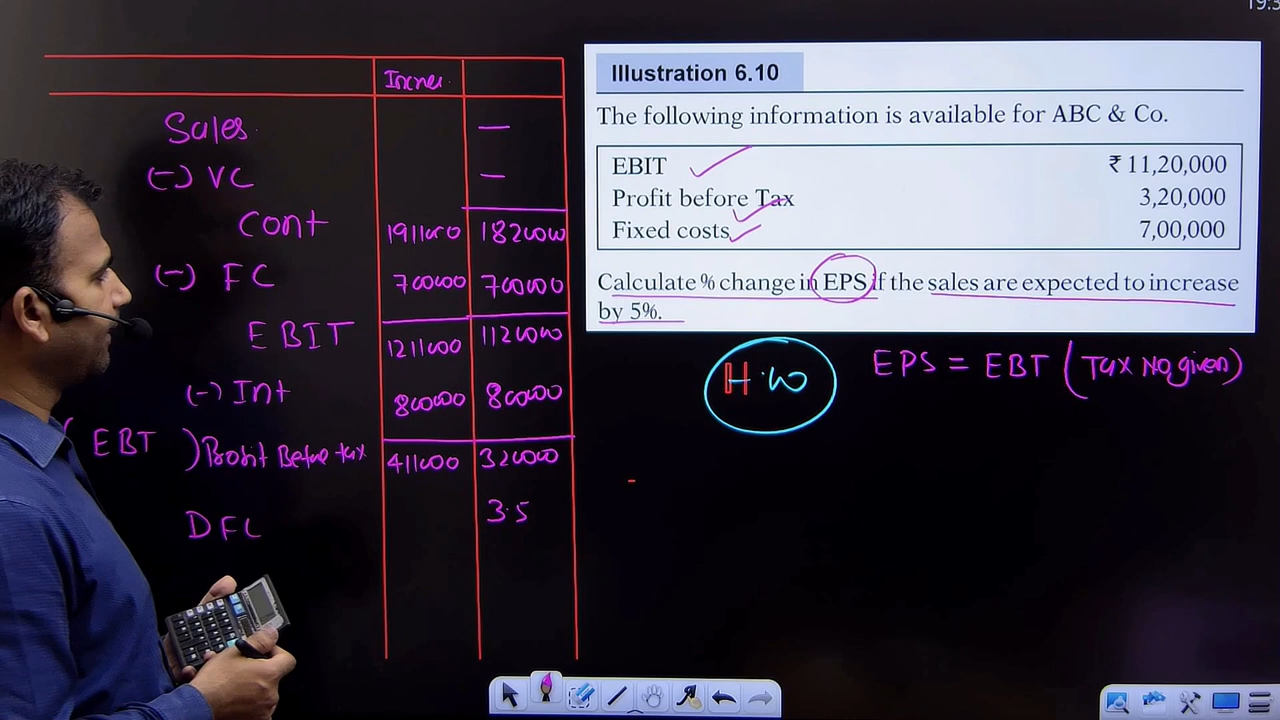 19:3
Increm.
Sales.
(-) VC
Cont 1911000 1820000
(-) FC 700000 700000
EBIT 1211000 1120000
(-) Int 800000 800000
(EBT) Profit Before tax 411000 320000
DFL 3.5
Illustration 6.10
The following information is available for ABC & Co.
EBIT ₹ 11,20,000
Profit before Tax 3,20,000
Fixed costs 7,00,000
Calculate % change in EPS if the sales are expected to increase
by 5%.
H.W
EPS = EBT (Tax No given)